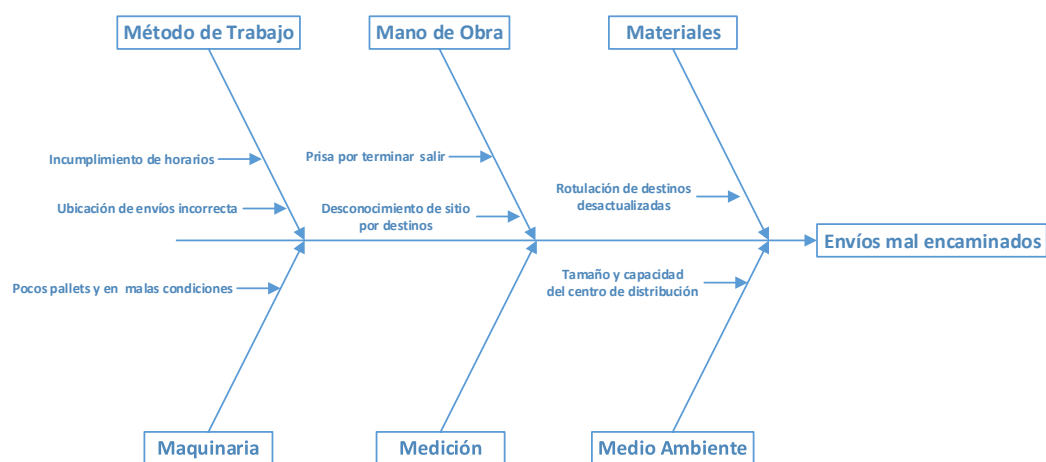 Método de Trabajo
Mano de Obra
Materiales
Incumplimiento de horarios
Prisa por terminar salir
Ubicación de envíos incorrecta
Desconocimiento de sitio
por destinos
Rotulación de destinos
desactualizadas
Envíos mal encaminados
Pocos pallets y en malas condiciones
Tamaño y capacidad
del centro de distribución
Maquinaria
Medición
Medio Ambiente